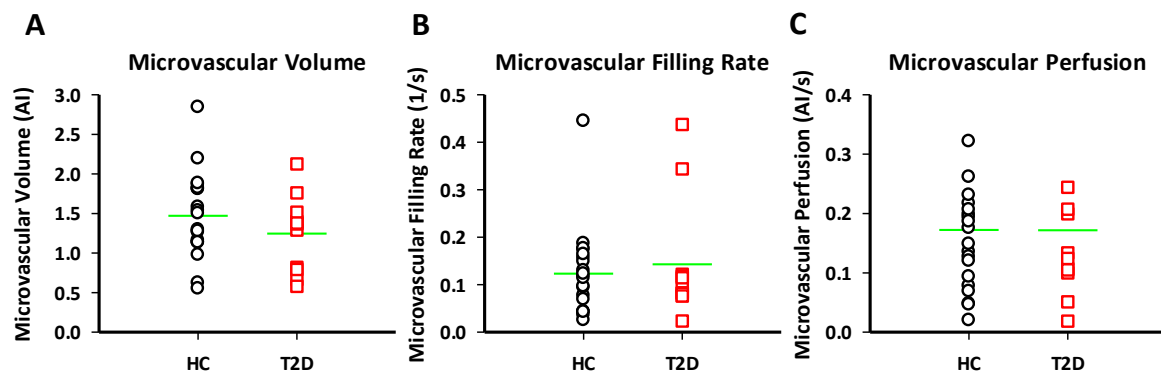 A
Microvascular Volume
Microvascular Volume (AI)
3.0
2.5
2.0
1.5
1.0
0.5
0.0
HC T2D
B
Microvascular Filling Rate
Microvascular Filling Rate (1/s)
0.5
0.4
0.3
0.2
0.1
0.0
HC T2D
C
Microvascular Perfusion
Microvascular Perfusion (AI/s)
0.4
0.3
0.2
0.1
0.0
HC T2D